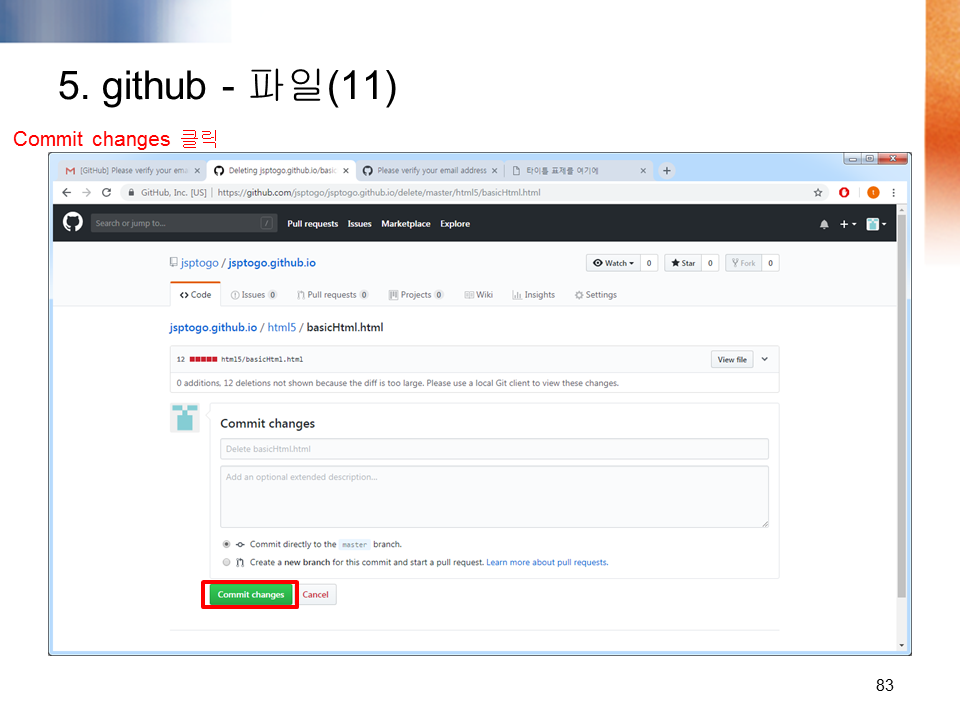 5. github - 파일(11)
Commit changes 클릭
[GitHub] Please verify your ema
Deleting jsptogo.github.io/basic
Please verify your email address
타이틀 표제를 여기에
GitHub, Inc. [US] | https://github.com/jsptogo/jsptogo.github.io/delete/master/html5/basicHtml.html
Search or jump to... / Pull requests Issues Marketplace Explore
jsptogo / jsptogo.github.io
Watch 0 Star 0 Fork 0
Code Issues 0 Pull requests 0 Projects 0 Wiki Insights Settings
jsptogo.github.io / html5 / basicHtml.html
12 html5/basicHtml.html View file
0 additions, 12 deletions not shown because the diff is too large. Please use a local Git client to view these changes.
Commit changes
Delete basicHtml.html
Add an optional extended description...
Commit directly to the master branch.
Create a new branch for this commit and start a pull request. Learn more about pull requests.
Commit changes Cancel
83